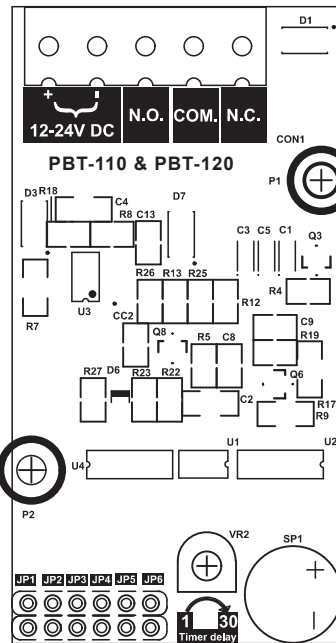 D1
+ -
12-24V DC N.O. COM. N.C.
PBT-110 & PBT-120
CON1
P1
D3 R18 C4 R8 C13 D7
C3 C5 C1 Q3
R7 U3 R26 R13 R25 R12 R4
CC2 Q8 R5 C8 C9 R19
R27 D6 R23 R22 C2 Q6 R17
R9
U4 U1 U2
P2
VR2 SP1
JP1 JP2 JP3 JP4 JP5 JP6
+
1 30
Timer delay
-